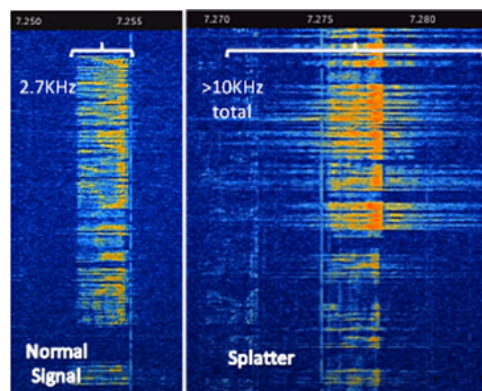 7.250 7.255
7.270 7.275 7.280
2.7KHz
>10KHz
total
Normal
Signal
Splatter